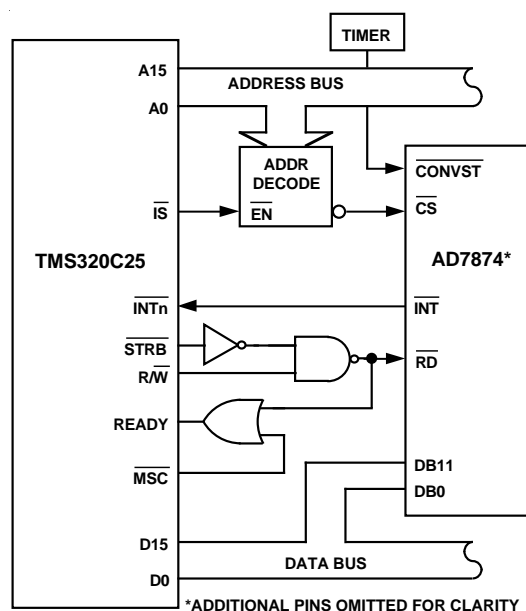 TIMER
A15
ADDRESS BUS
A0
ADDR
DECODE
CONVST
IS
EN
CS
TMS320C25
AD7874*
INTn
INT
STRB
R/W
RD
READY
MSC
DB11
DB0
D15
DATA BUS
D0
*ADDITIONAL PINS OMITTED FOR CLARITY